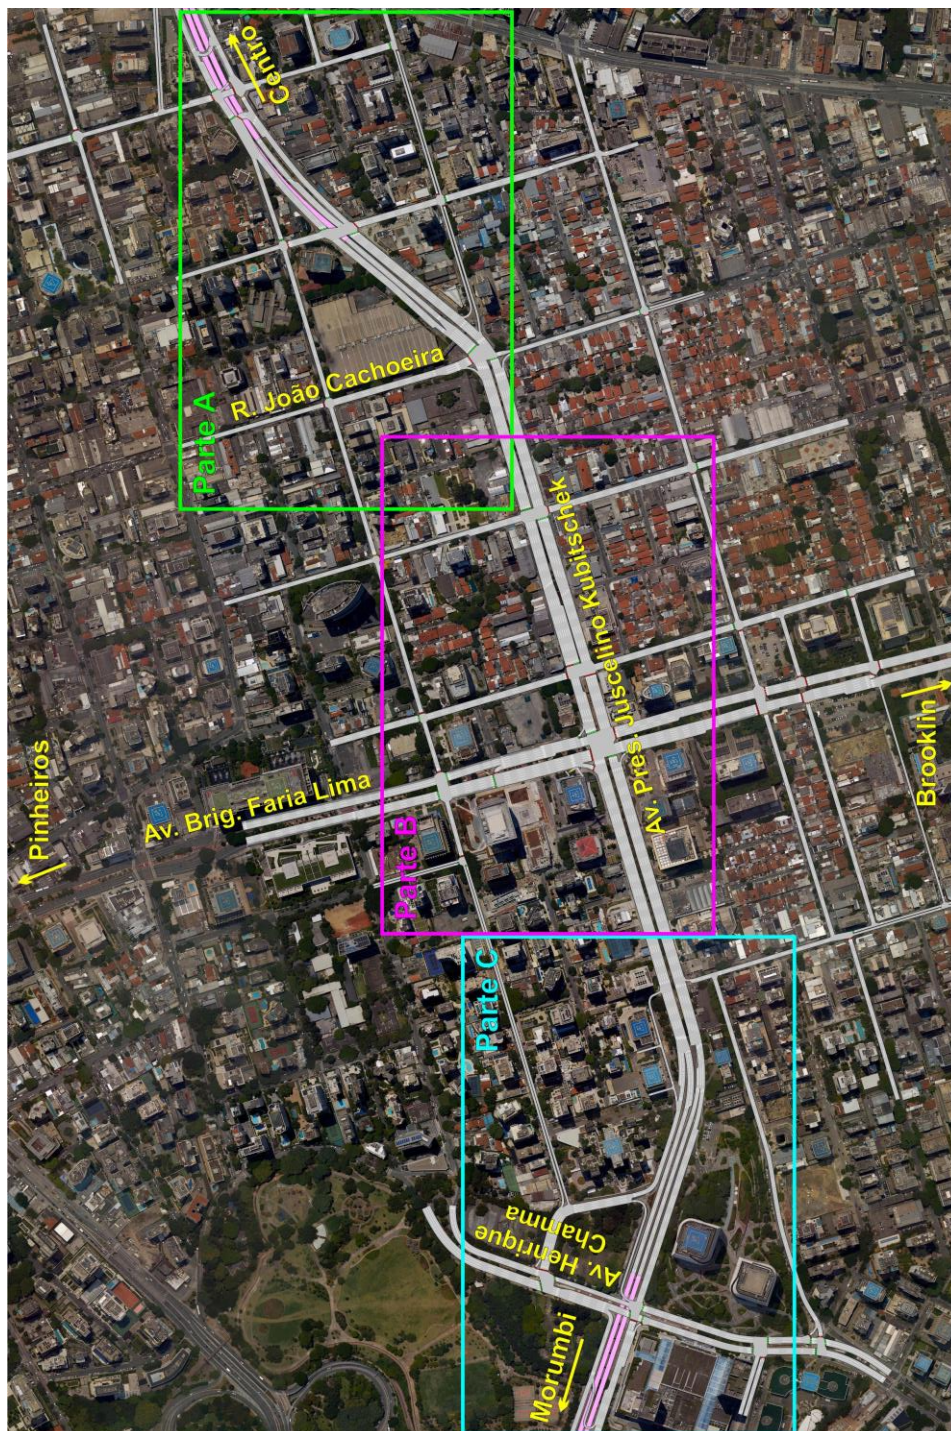 Centro
R. João Cachoeira
Parte A
Av. Pres. Juscelino Kubitschek
Pinheiros
Av. Brig. Faria Lima
Brooklin
Parte B
Parte C
Av. Henrique
Chamma
Morumbi